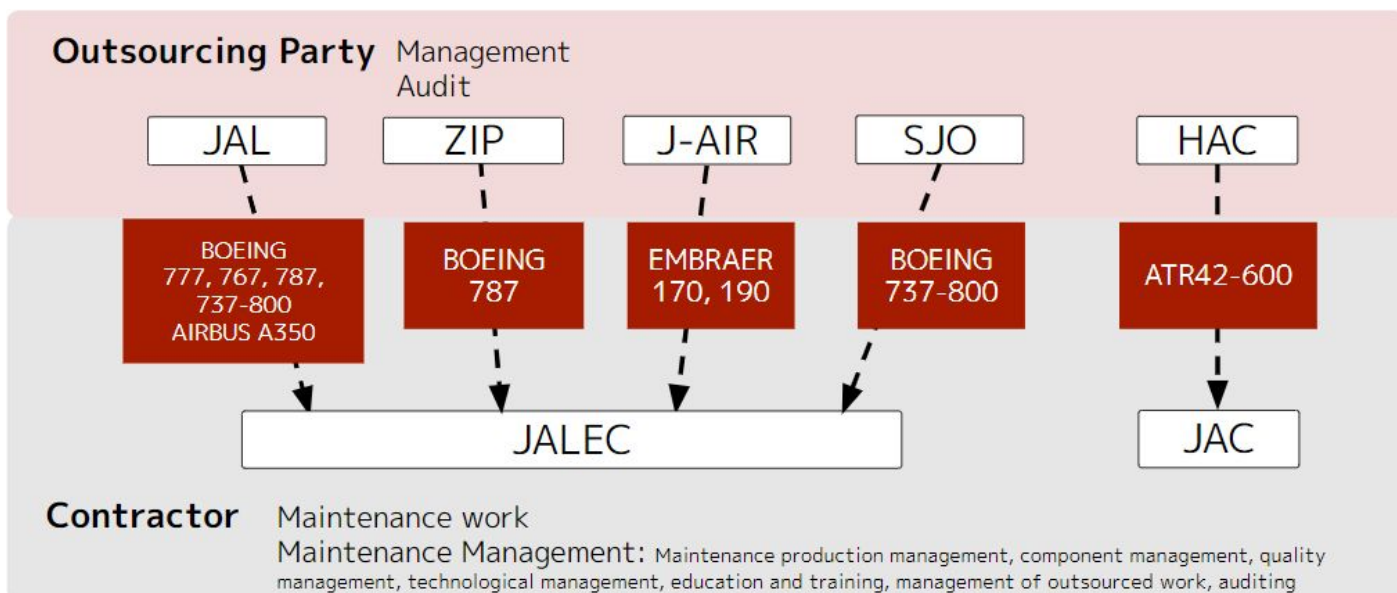 Outsourcing Party Management
Audit
JAL
ZIP
J-AIR
SJO
HAC
BOEING
777, 767, 787,
737-800
AIRBUS A350
BOEING
787
EMBRAER
170, 190
BOEING
737-800
ATR42-600
JALEC
JAC
Contractor Maintenance work
Maintenance Management: Maintenance production management, component management, quality
management, technological management, education and training, management of outsourced work, auditing